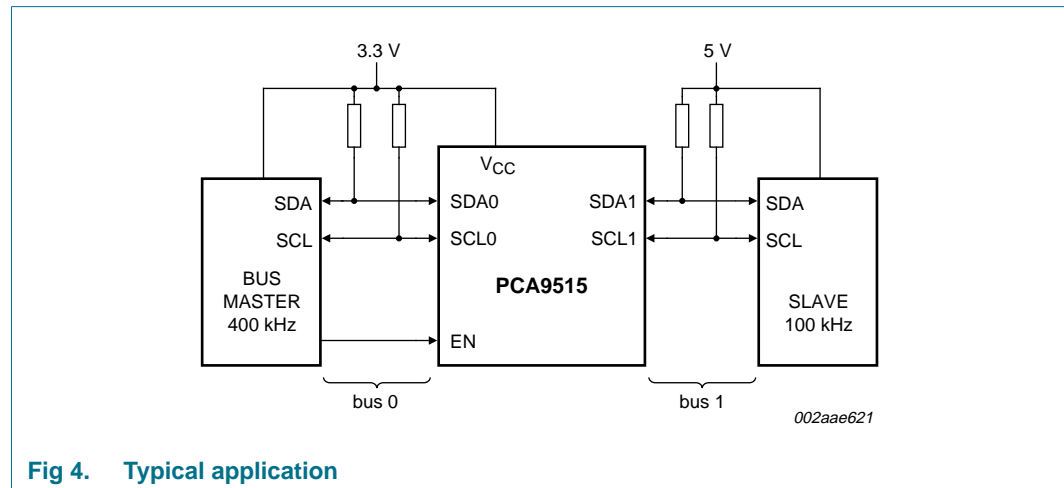 3.3 V
5 V
VCC
SDA
SDA0
SDA1
SDA
SCL
SCL0
SCL1
SCL
BUS
MASTER
400 kHz
PCA9515
SLAVE
100 kHz
EN
bus 0
bus 1
002aae621
Fig 4. Typical application